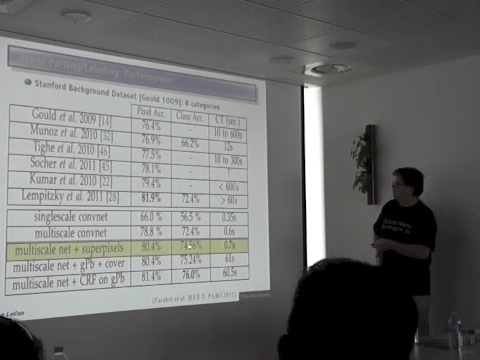 Scene Parsing/Labeling: Performance
Stanford Background Dataset [Gould 1009]: 8 categories
Pixel Acc. Class Acc. CT (sec.)
Gould et al. 2009 [14] 76.4% - 10 to 600s
Munoz et al. 2010 [32] 76.9% 66.2% 12s
Tighe et al. 2010 [46] 77.5% - 10 to 300s
Socher et al. 2011 [45] 78.1% - ?
Kumar et al. 2010 [22] 79.4% - < 600s
Lempitzky et al. 2011 [28] 81.9% 72.4% > 60s
singlescale convnet 66.0 % 56.5 % 0.35s
multiscale convnet 78.8 % 72.4% 0.6s
multiscale net + superpixels 80.4% 0.7s
multiscale net + gPb + cover 80.4% 75.24% 61s
multiscale net + CRF on gPb 81.4% 76.0% 60.5s
LeCun